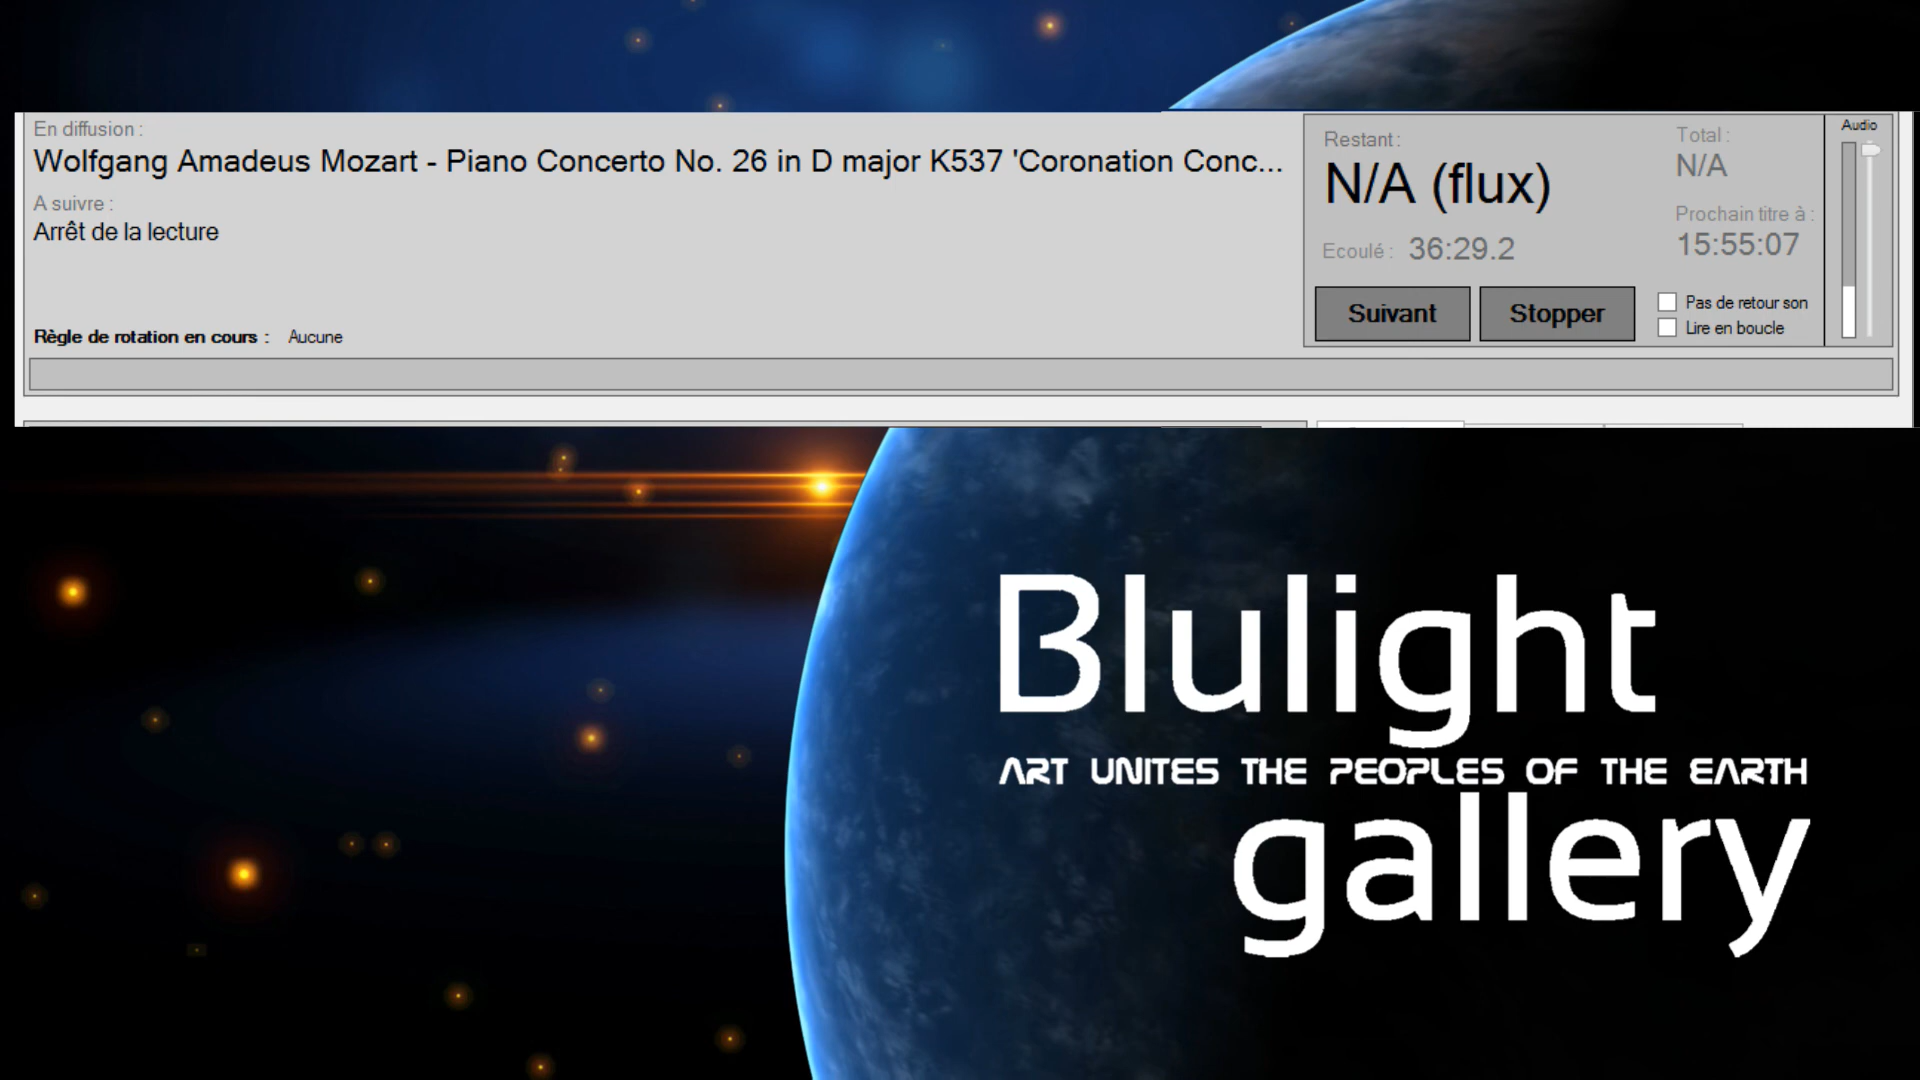 En diffusion :
Wolfgang Amadeus Mozart - Piano Concerto No. 26 in D major K537 'Coronation Conc...
A suivre :
Arrêt de la lecture
Règle de rotation en cours : Aucune
Restant :
N/A (flux)
Ecoulé : 36:29.2
Total :
N/A
Prochain titre à :
15:55:07
Suivant Stopper
Pas de retour son
Lire en boucle
Audio
Blulight
ART UNITES THE PEOPLES OF THE EARTH
gallery